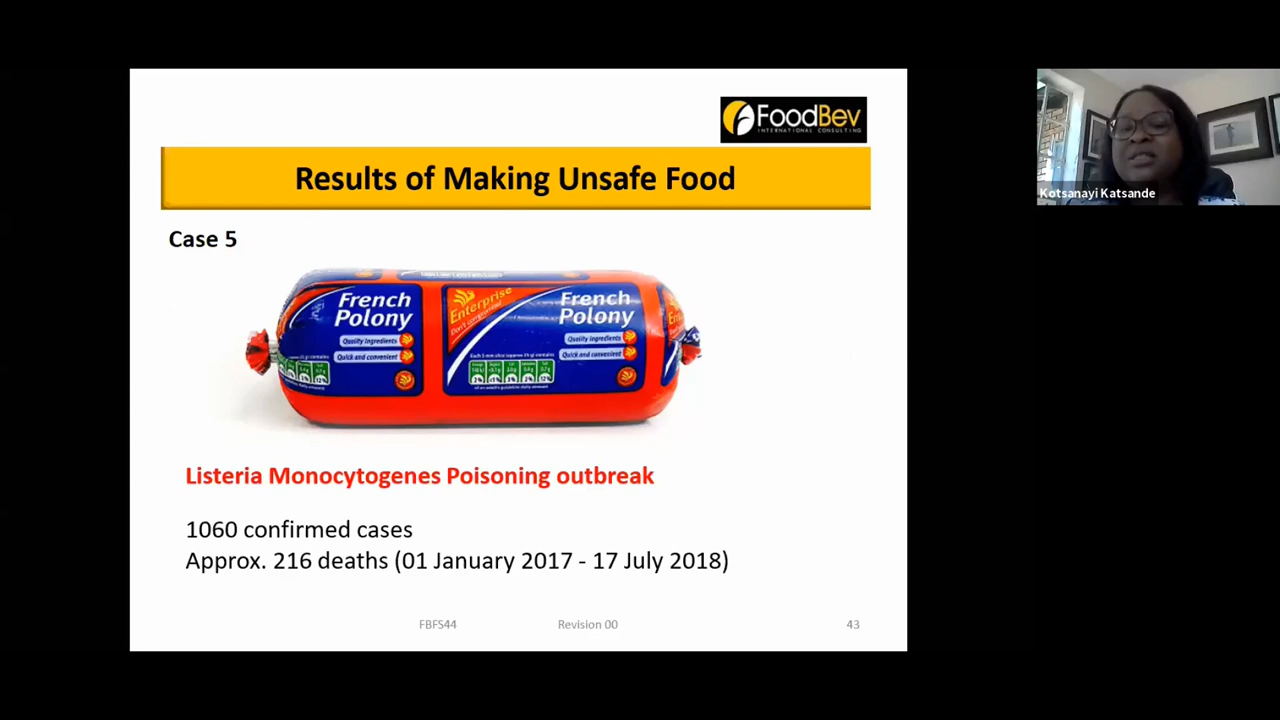 FoodBev
INTERNATIONAL CONSULTING
Results of Making Unsafe Food
Kotsanayi Katsande
Case 5
French
Polony
Quality Ingredients
Quick and convenient
Enterprise
Don't compromise!
French
Polony
Quality Ingredients
Quick and convenient
Listeria Monocytogenes Poisoning outbreak
1060 confirmed cases
Approx. 216 deaths (01 January 2017 - 17 July 2018)
FBFS44
Revision 00
43